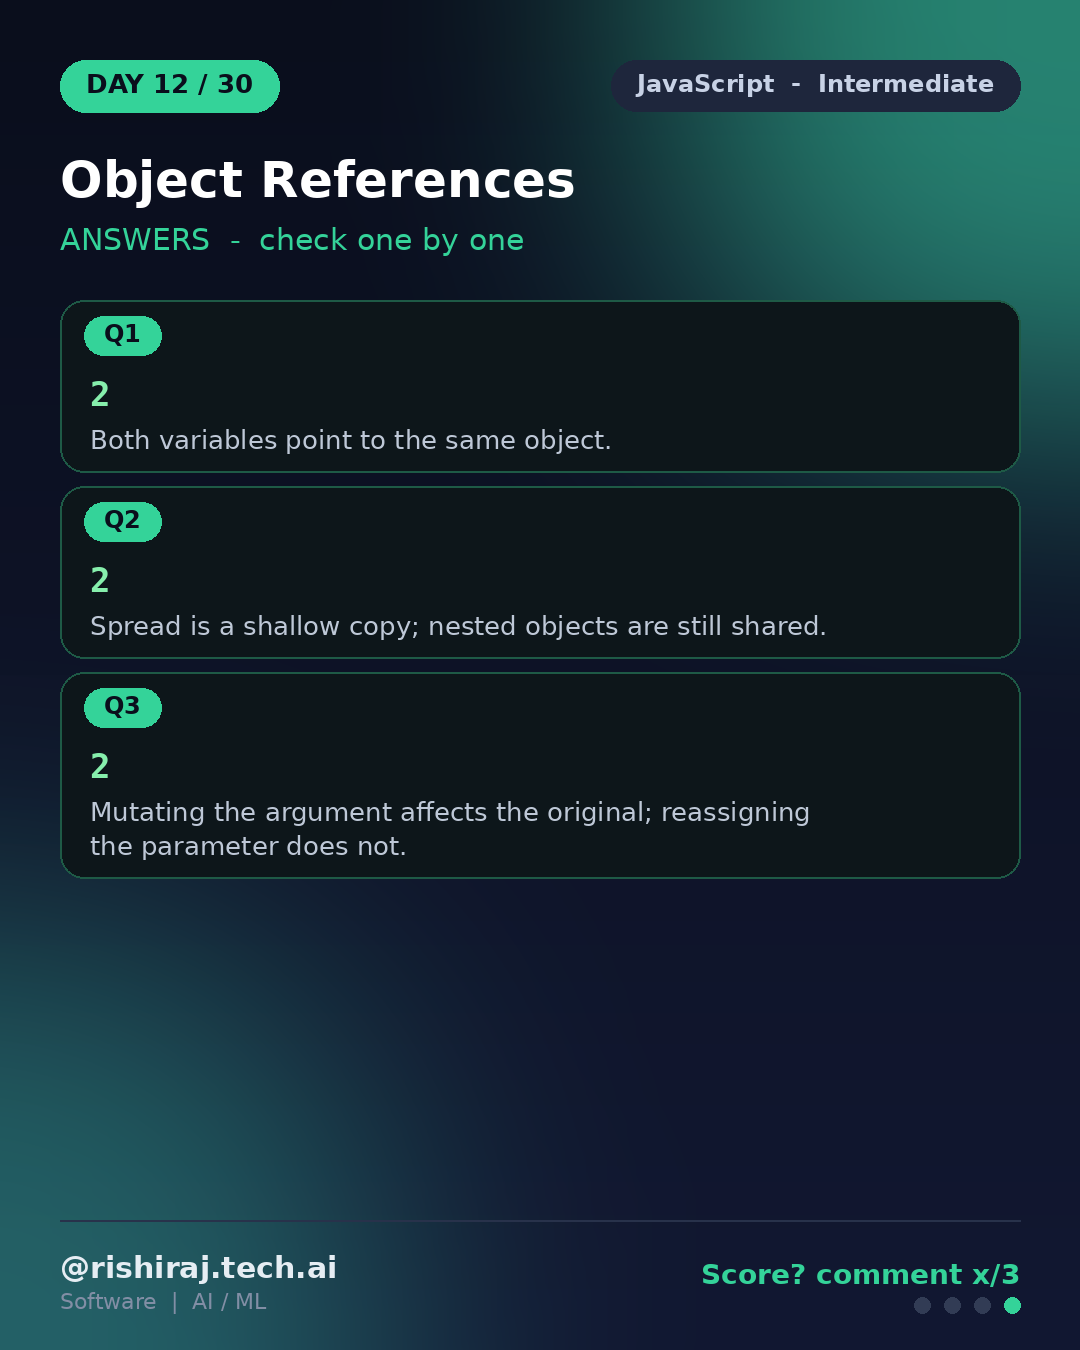 DAY 12 / 30
JavaScript - Intermediate
Object References
ANSWERS - check one by one
Q1
2
Both variables point to the same object.
Q2
2
Spread is a shallow copy; nested objects are still shared.
Q3
2
Mutating the argument affects the original; reassigning
the parameter does not.
@rishiraj.tech.ai
Software | AI / ML
Score? comment x/3